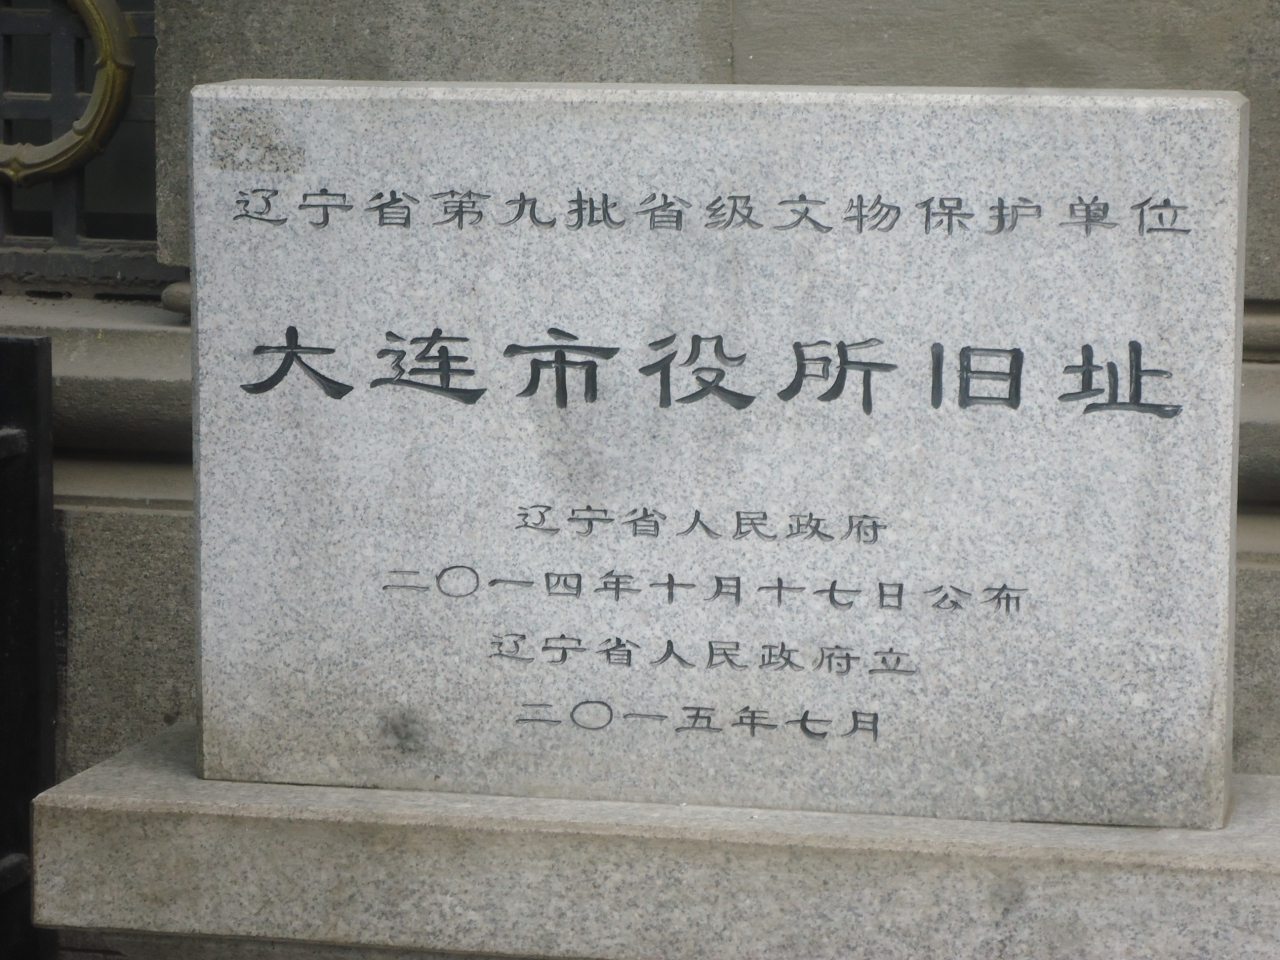 辽宁省第九批省级文物保护单位
大连市役所旧址
辽宁省人民政府
二〇一四年十月十七日公布
辽宁省人民政府立
二〇一五年七月